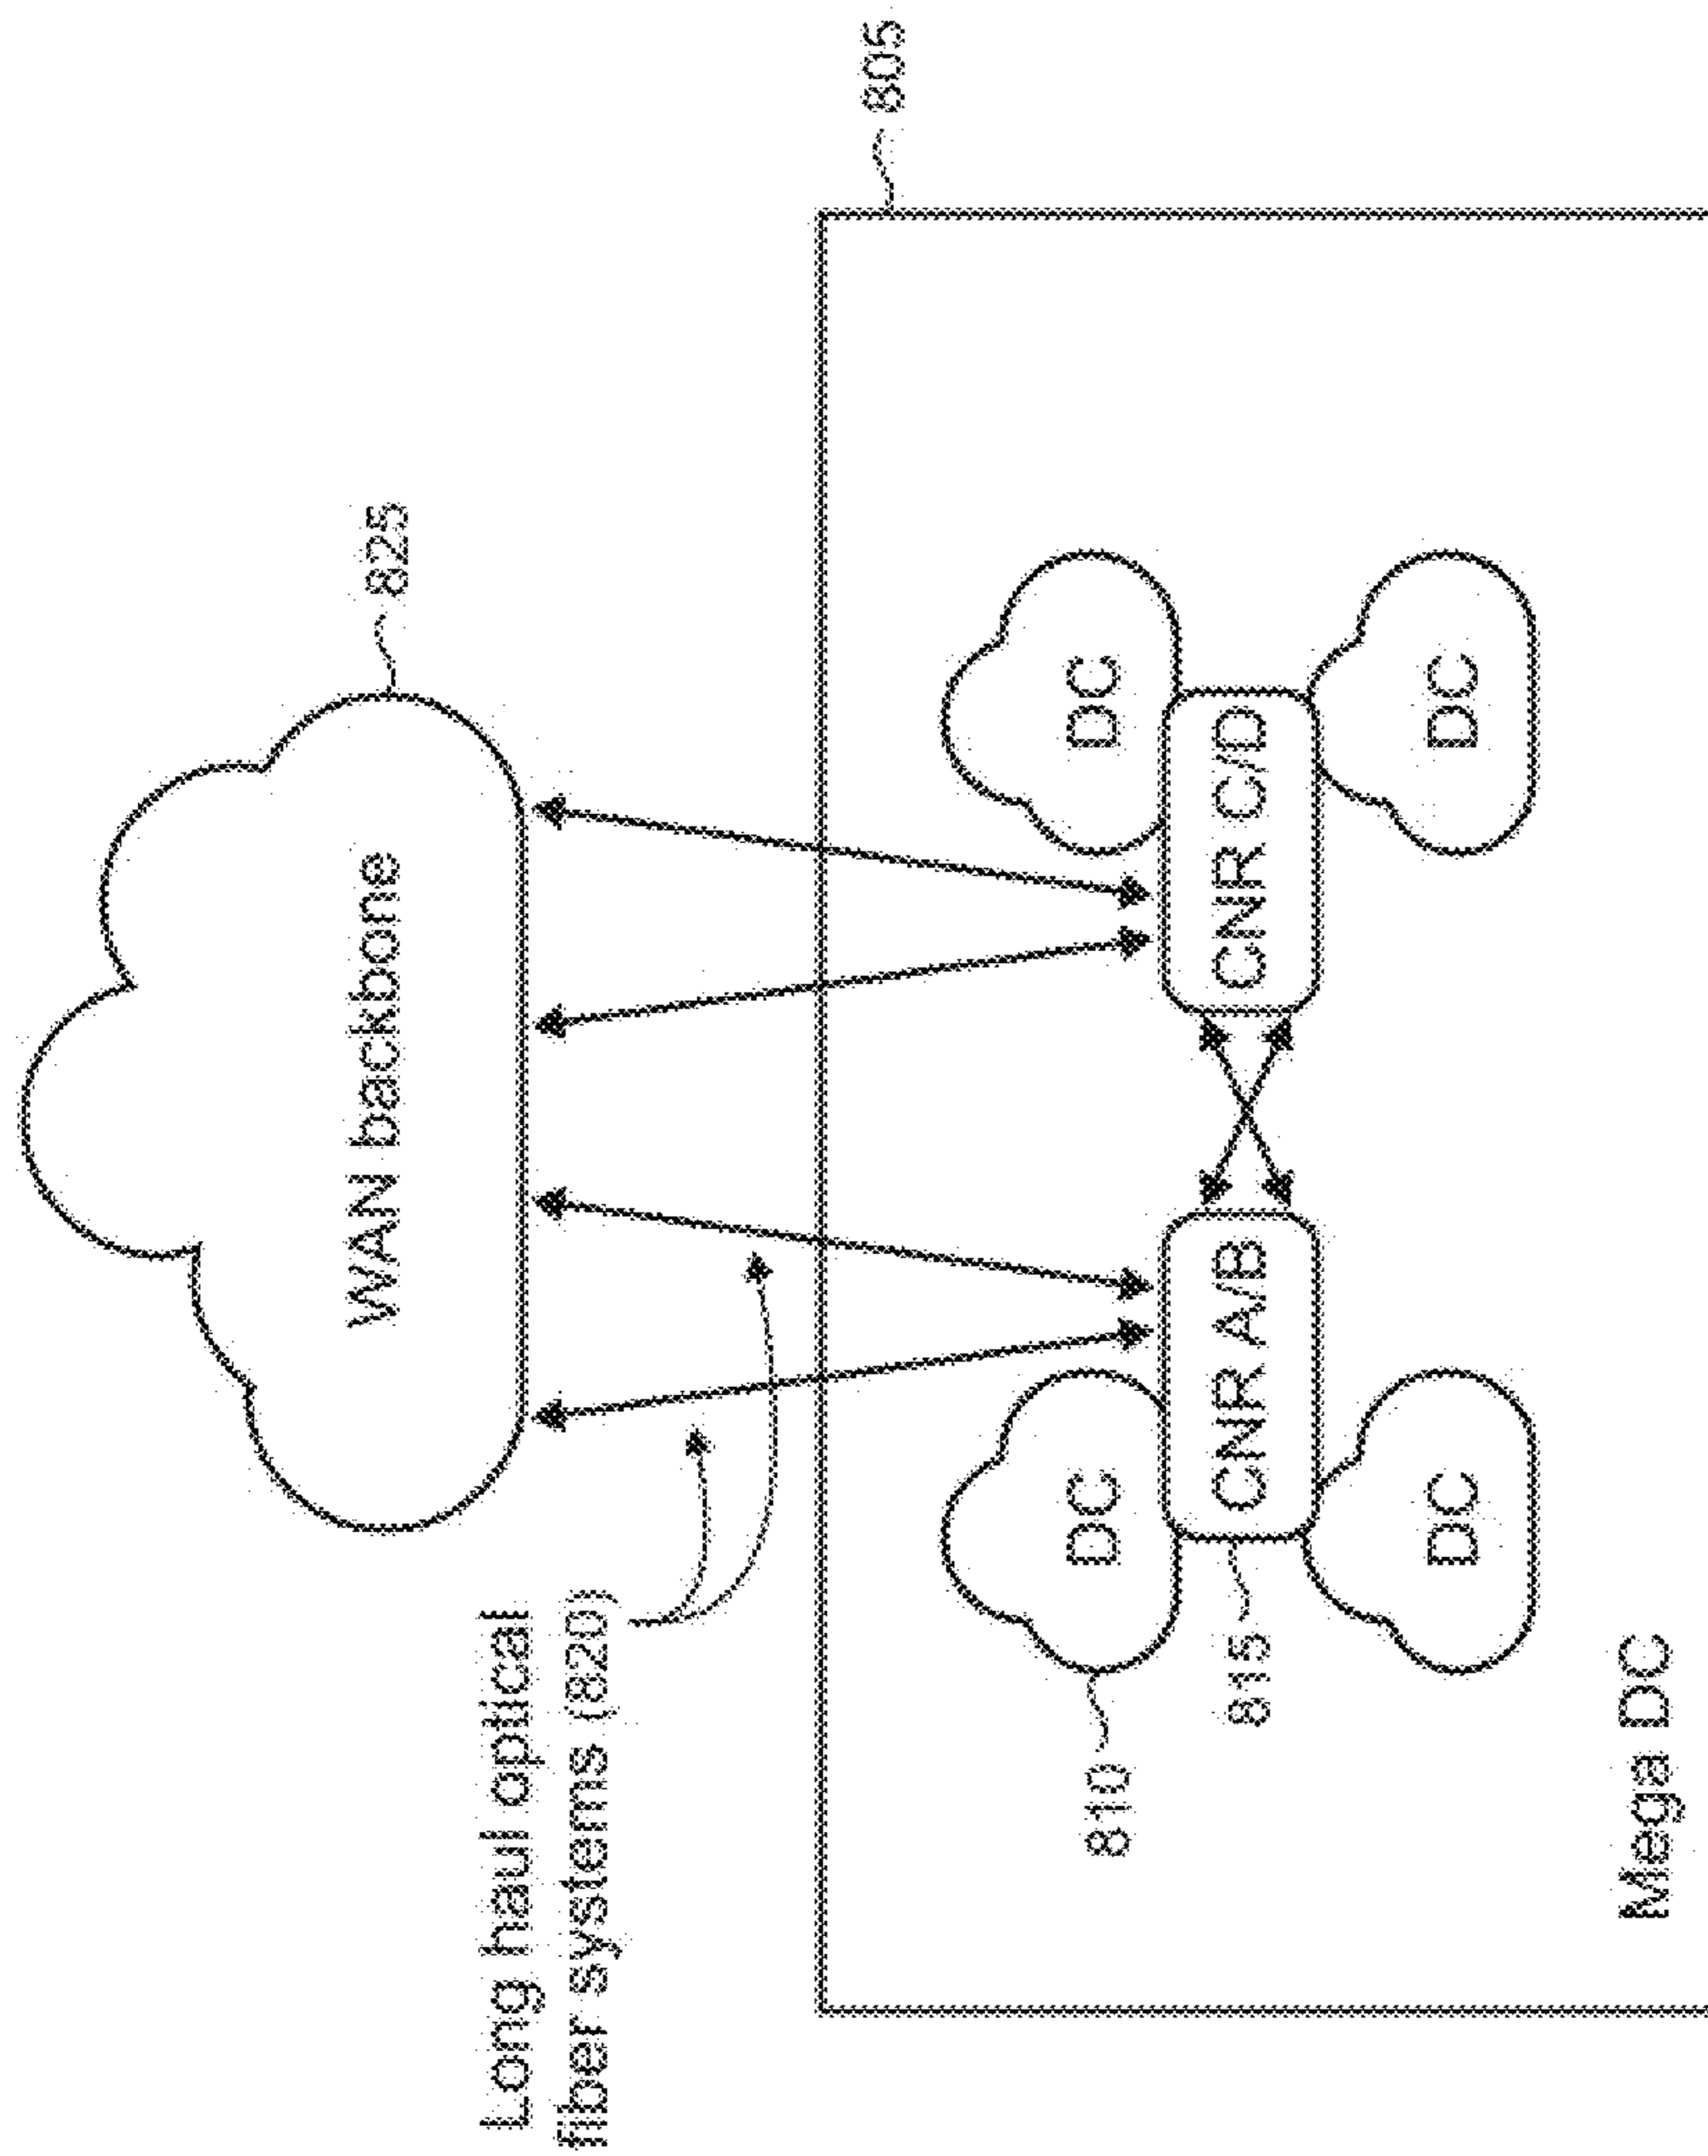 825
WAN backbone
Long haul optical
fiber systems (820)
805
DC
DC
810
CNR A/B
CNR C/D
815
DC
DC
Mega DC